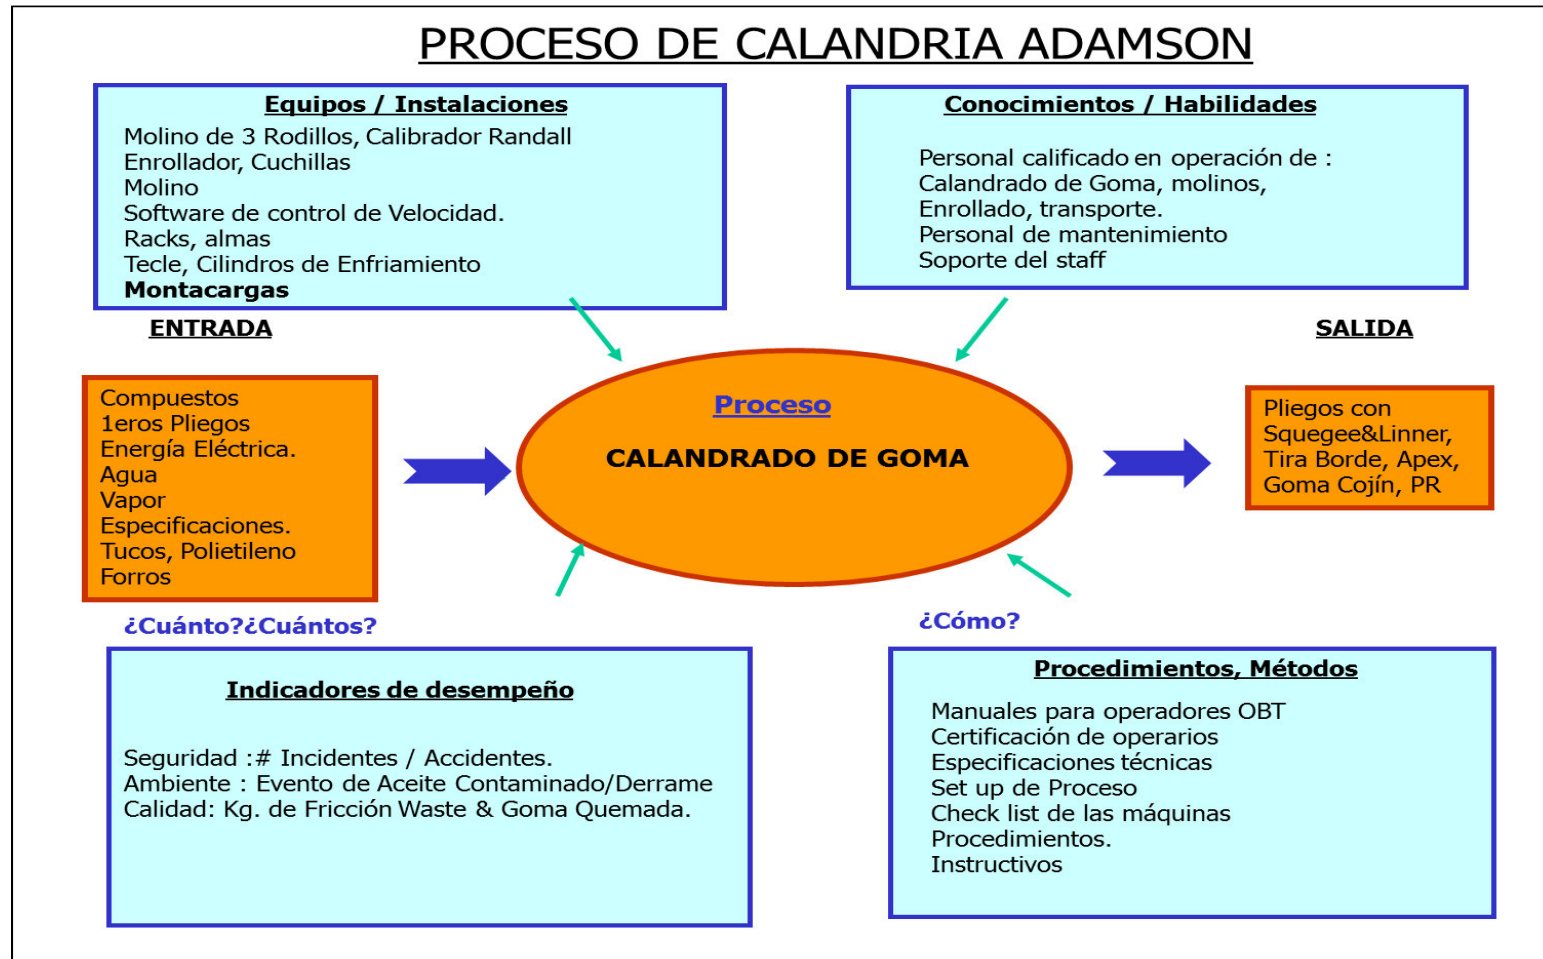 PROCESO DE CALANDRIA ADAMSON
Equipos / Instalaciones
Molino de 3 Rodillos, Calibrador Randall
Enrollador, Cuchillas
Molino
Software de control de Velocidad.
Racks, almas
Tecle, Cilindros de Enfriamiento
Montacargas
Conocimientos / Habilidades
Personal calificado en operación de :
Calandrado de Goma, molinos,
Enrollado, transporte.
Personal de mantenimiento
Soporte del staff
ENTRADA
Compuestos
1eros Pliegos
Energía Eléctrica.
Agua
Vapor
Especificaciones.
Tucos, Polietileno
Forros
Proceso
CALANDRADO DE GOMA
SALIDA
Pliegos con
Squegee&Linner,
Tira Borde, Apex,
Goma Cojín, PR
¿Cuánto?¿Cuántos?
Indicadores de desempeño
Seguridad :# Incidentes / Accidentes.
Ambiente : Evento de Aceite Contaminado/Derrame
Calidad: Kg. de Fricción Waste & Goma Quemada.
¿Cómo?
Procedimientos, Métodos
Manuales para operadores OBT
Certificación de operarios
Especificaciones técnicas
Set up de Proceso
Check list de las máquinas
Procedimientos.
Instructivos